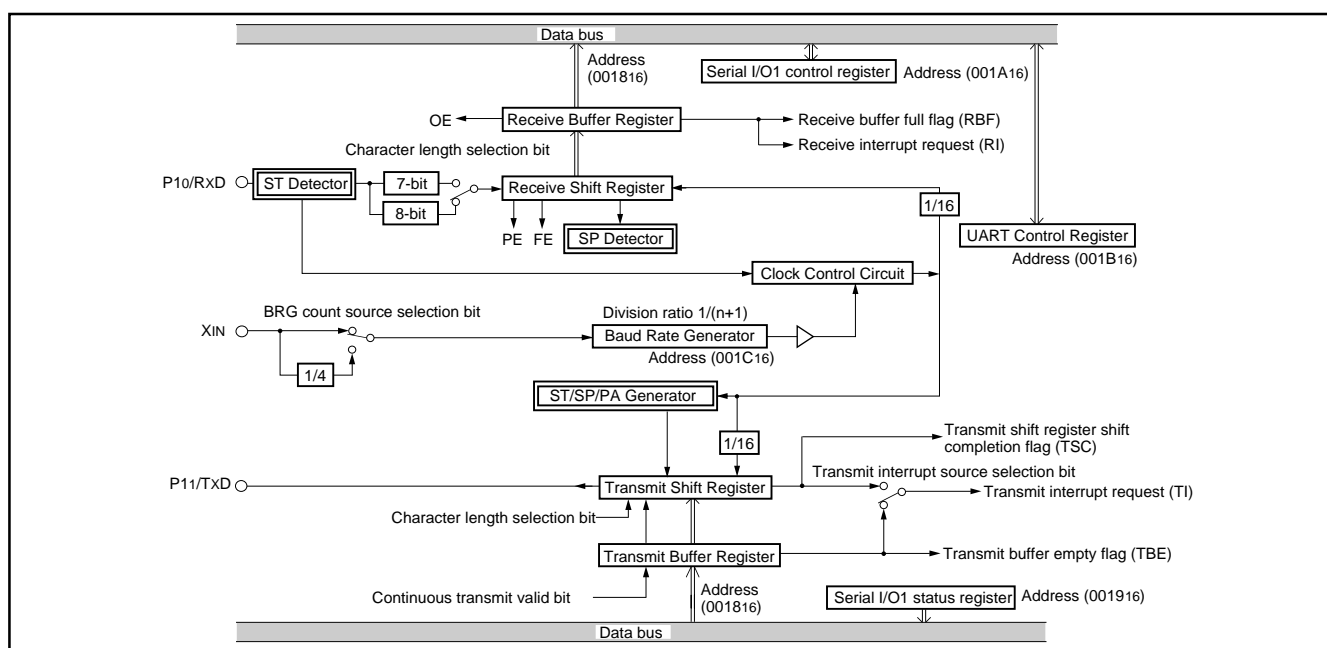 Data bus
Address
(001816)
Serial I/O1 control register
Address (001A16)
OE
Receive Buffer Register
Receive buffer full flag (RBF)
Receive interrupt request (RI)
Character length selection bit
P10/RXD
ST Detector
7-bit
8-bit
Receive Shift Register
1/16
PE
FE
SP Detector
UART Control Register
Address (001B16)
Clock Control Circuit
XIN
BRG count source selection bit
1/4
Division ratio 1/(n+1)
Baud Rate Generator
Address (001C16)
ST/SP/PA Generator
1/16
Transmit shift register shift
completion flag (TSC)
Transmit interrupt source selection bit
P11/TXD
Transmit Shift Register
Transmit interrupt request (TI)
Character length selection bit
Transmit Buffer Register
Transmit buffer empty flag (TBE)
Continuous transmit valid bit
Address
(001816)
Serial I/O1 status register
Address (001916)
Data bus